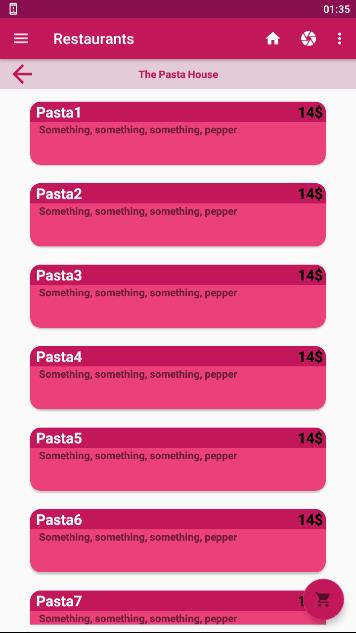 01:35
Restaurants
The Pasta House
Pasta1 14$
Something, something, something, pepper
Pasta2 14$
Something, something, something, pepper
Pasta3 14$
Something, something, something, pepper
Pasta4 14$
Something, something, something, pepper
Pasta5 14$
Something, something, something, pepper
Pasta6 14$
Something, something, something, pepper
Pasta7 1
Something, something, something, pepper